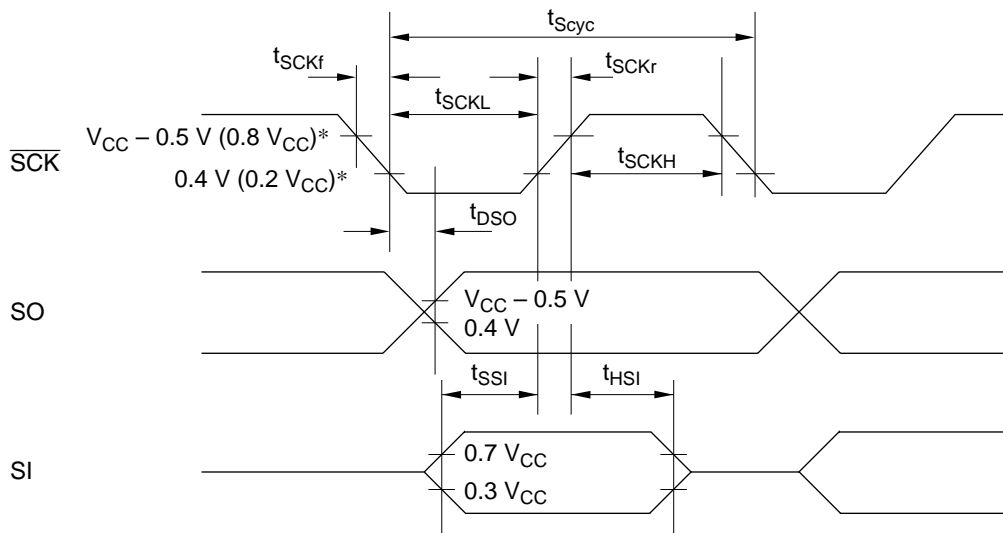 tScyc
tSCKf
tSCKr
tSCKL
VCC – 0.5 V (0.8 VCC)*
SCK
tSCKH
0.4 V (0.2 VCC)*
tDSO
SO
VCC – 0.5 V
0.4 V
tSSI
tHSI
SI
0.7 VCC
0.3 VCC